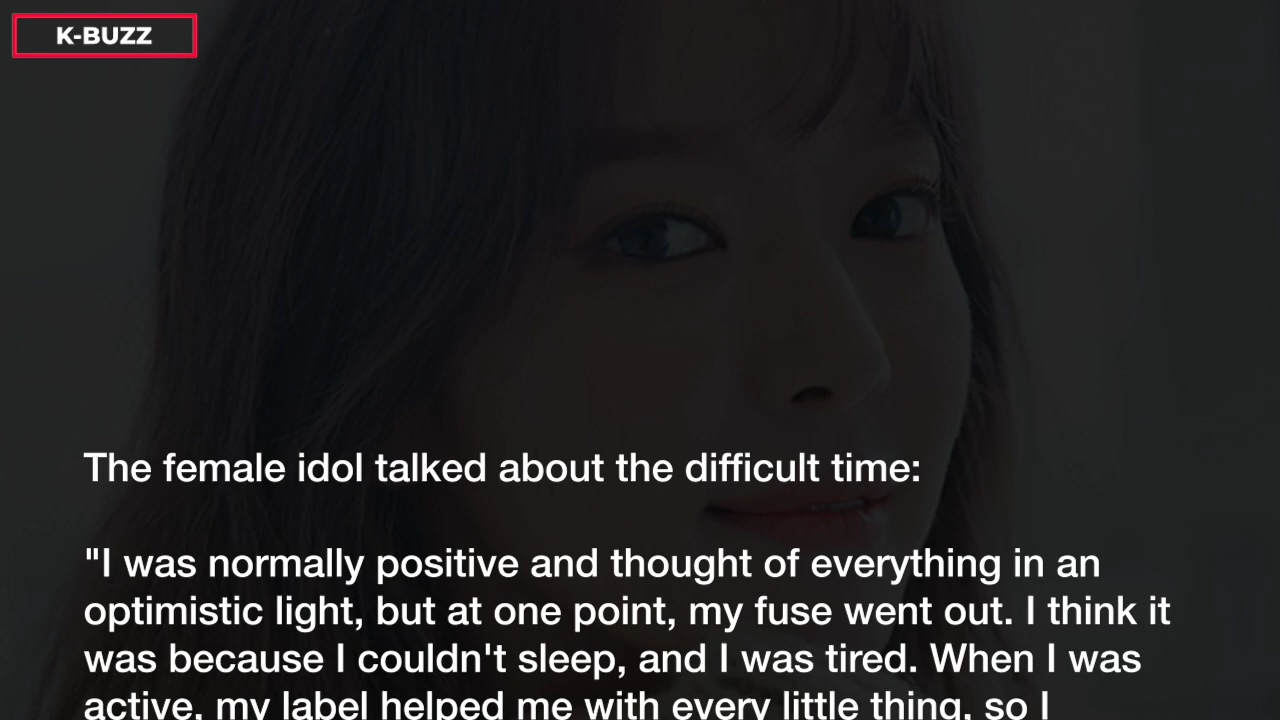 K-BUZZ
The female idol talked about the difficult time:
"I was normally positive and thought of everything in an
optimistic light, but at one point, my fuse went out. I think it
was because I couldn't sleep, and I was tired. When I was
active, my label helped me with every little thing, so I